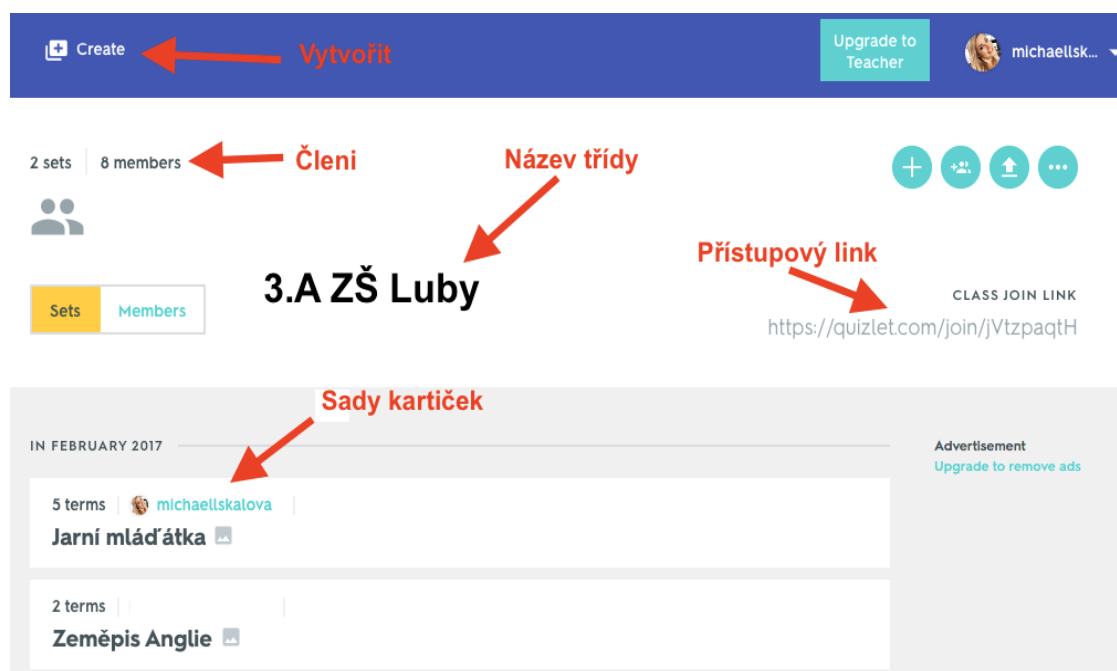 Create
Vytvořit
Upgrade to
Teacher
michaellsk...
2 sets
8 members
Členi
Název třídy
Přístupový link
3.A ZŠ Luby
Sets
Members
CLASS JOIN LINK
https://quizlet.com/join/jVtzpaqtH
Sady kartiček
IN FEBRUARY 2017
Advertisement
Upgrade to remove ads
5 terms
michaellskalova
Jarní mláďátka
2 terms
Zeměpis Anglie